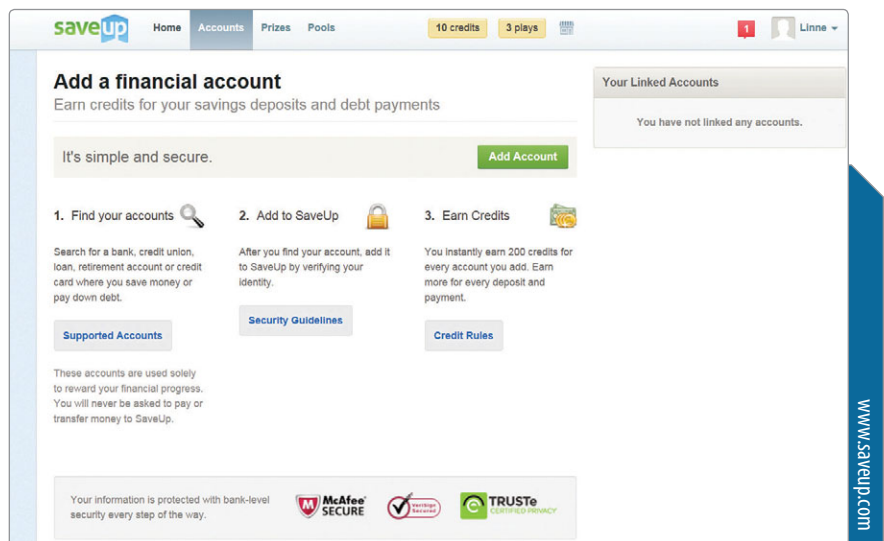 saveup
Home Accounts Prizes Pools
10 credits 3 plays
1
Linne
Add a financial account
Earn credits for your savings deposits and debt payments
It's simple and secure.
Add Account
Your Linked Accounts
You have not linked any accounts.
1. Find your accounts
Search for a bank, credit union,
loan, retirement account or credit
card where you save money or
pay down debt.
Supported Accounts
These accounts are used solely
to reward your financial progress.
You will never be asked to pay or
transfer money to SaveUp.
2. Add to SaveUp
After you find your account, add it
to SaveUp by verifying your
identity.
Security Guidelines
3. Earn Credits
You instantly earn 200 credits for
every account you add. Earn
more for every deposit and
payment.
Credit Rules
Your information is protected with bank-level
security every step of the way.
M
McAfee
SECURE
VeriSign
Secured
TRUSTe
CERTIFIED PRIVACY
www.saveup.com